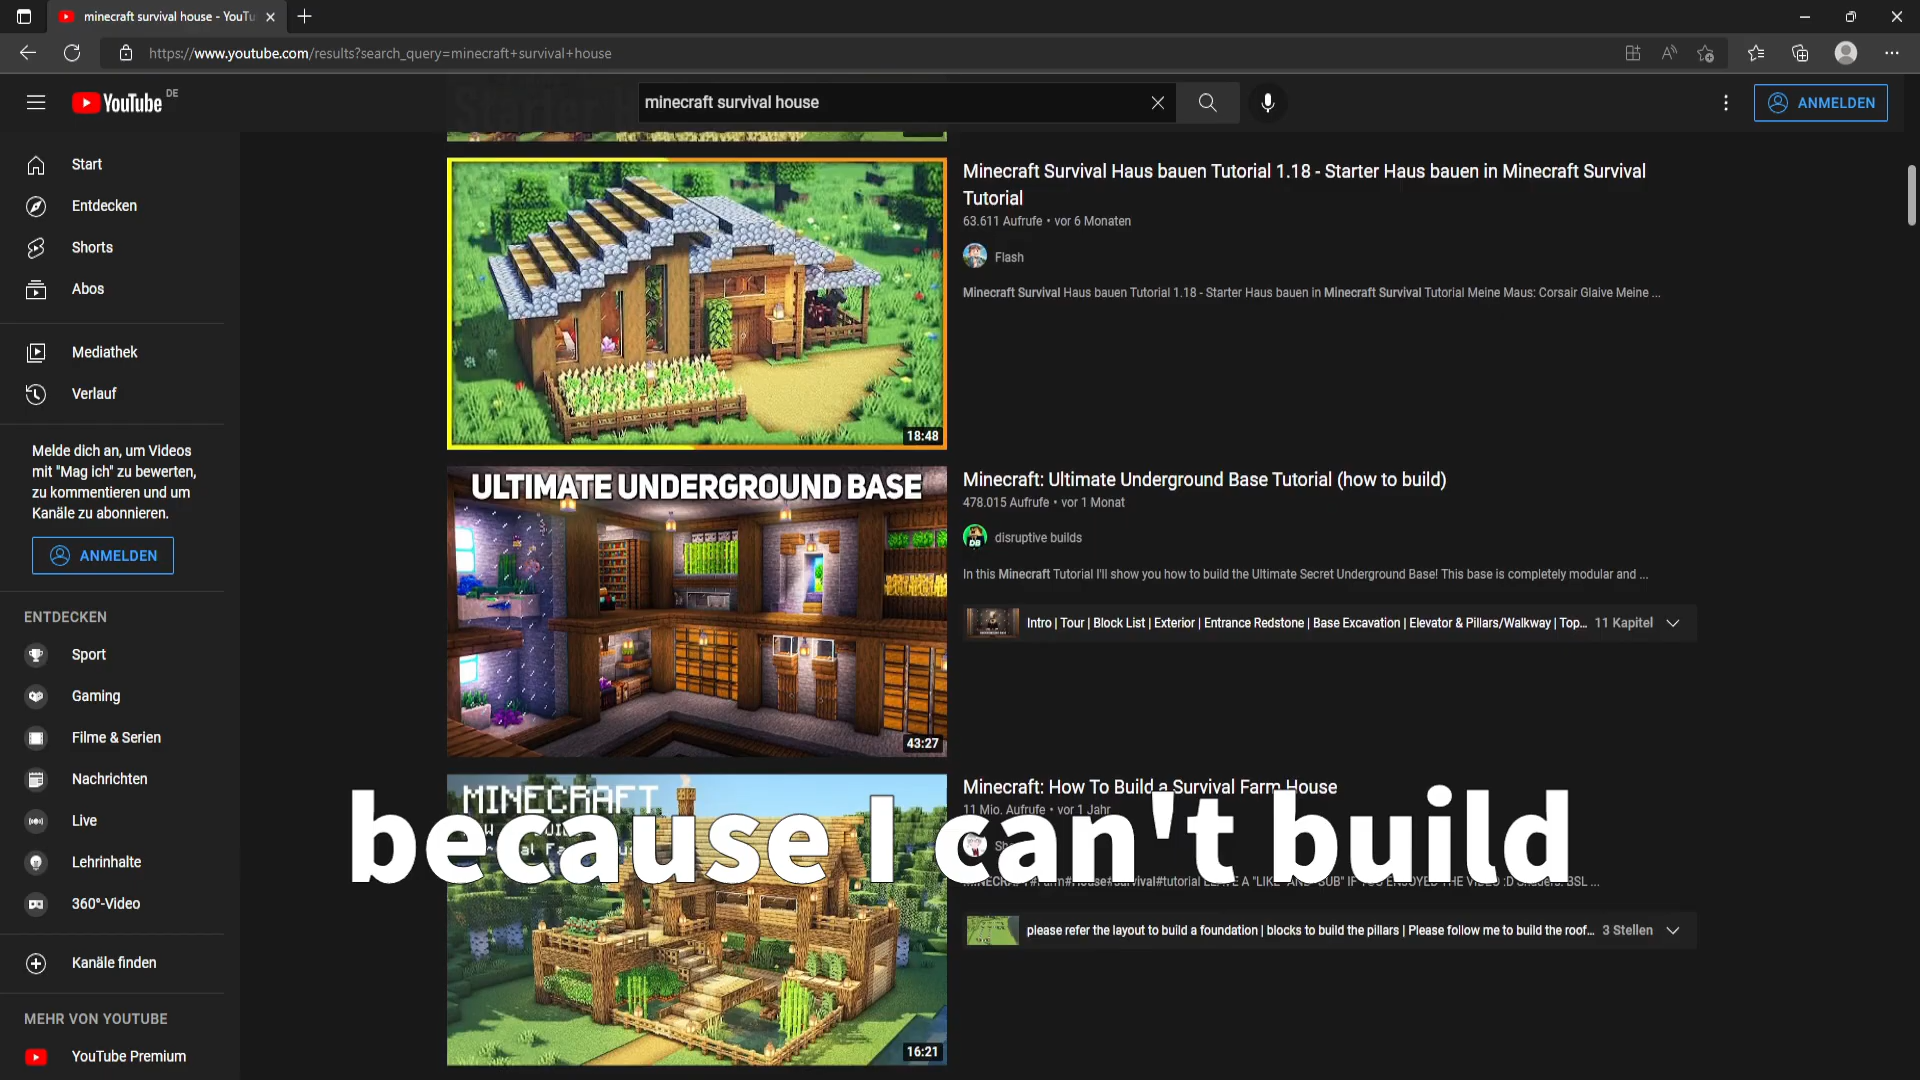 minecraft survival house - YouTu
https://www.youtube.com/results?search_query=minecraft+survival+house
YouTube DE
minecraft survival house
ANMELDEN
Start
Entdecken
Shorts
Abos
Mediathek
Verlauf
Melde dich an, um Videos
mit "Mag ich" zu bewerten,
zu kommentieren und um
Kanäle zu abonnieren.
ANMELDEN
ENTDECKEN
Sport
Gaming
Filme & Serien
Nachrichten
Live
Lehrinhalte
360°-Video
Kanäle finden
MEHR VON YOUTUBE
YouTube Premium
Starter
18:48
Minecraft Survival Haus bauen Tutorial 1.18 - Starter Haus bauen in Minecraft Survival
Tutorial
63.611 Aufrufe • vor 6 Monaten
Flash
Minecraft Survival Haus bauen Tutorial 1.18 - Starter Haus bauen in Minecraft Survival Tutorial Meine Maus: Corsair Glaive Meine ...
ULTIMATE UNDERGROUND BASE
43:27
Minecraft: Ultimate Underground Base Tutorial (how to build)
478.015 Aufrufe • vor 1 Monat
DB
disruptive builds
In this Minecraft Tutorial I'll show you how to build the Ultimate Secret Underground Base! This base is completely modular and ...
Intro | Tour | Block List | Exterior | Entrance Redstone | Base Excavation | Elevator & Pillars/Walkway | Top... 11 Kapitel
MINECRAFT
16:21
Minecraft: How To Build a Survival Farm House
11 Mio. Aufrufe • vor 1 Jahr
because I can't build
please refer the layout to build a foundation | blocks to build the pillars | Please follow me to build the roof... 3 Stellen